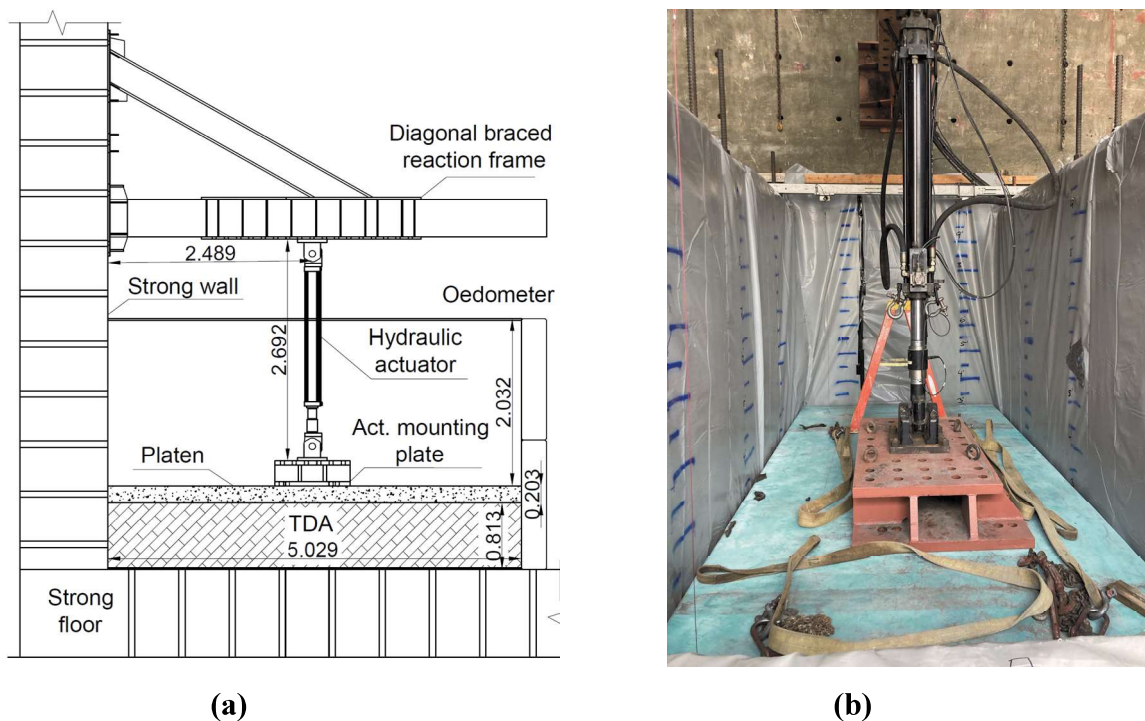 Diagonal braced
reaction frame
2.489
Strong wall
Oedometer
2.692
Hydraulic
actuator
2.032
Act. mounting
plate
Platen
0.203
TDA
0.813
5.029
Strong
floor
(a)
(b)